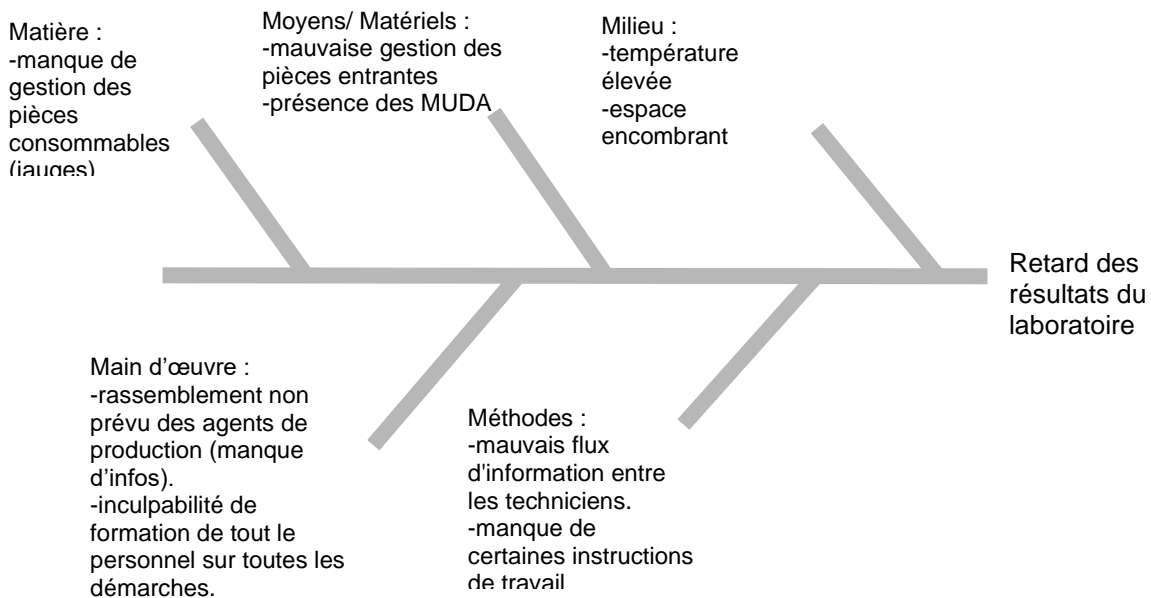 Matière :
-manque de
gestion des
pièces
consommables
(jauges)
Moyens/ Matériels :
-mauvaise gestion des
pièces entrantes
-présence des MUDA
Milieu :
-température
élevée
-espace
encombrant
Retard des
résultats du
laboratoire
Main d’œuvre :
-rassemblement non
prévu des agents de
production (manque
d’infos).
-inculpabilité de
formation de tout le
personnel sur toutes les
démarches.
Méthodes :
-mauvais flux
d'information entre
les techniciens.
-manque de
certaines instructions
de travail